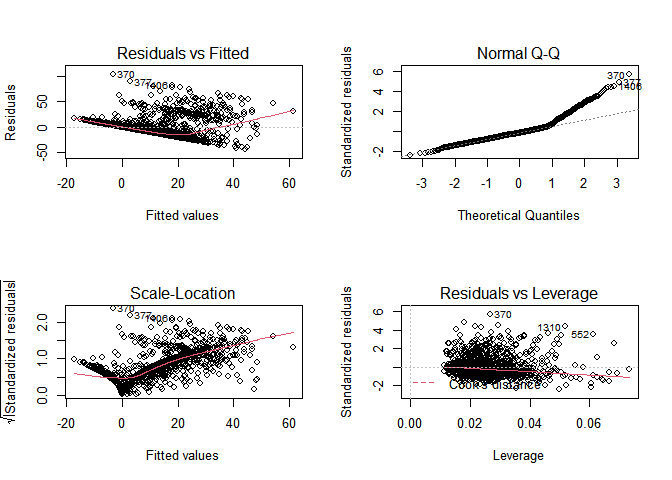 Residuals vs Fitted
Residuals
-50 0 50
370
377
1406
-20 0 20 40 60
Fitted values
Normal Q-Q
Standardized residuals
-2 2 4 6
370
377
1406
-3 -2 -1 0 1 2 3
Theoretical Quantiles
Scale-Location
√|Standardized residuals|
0.0 1.0 2.0
370
377
1406
-20 0 20 40 60
Fitted values
Residuals vs Leverage
Standardized residuals
-2 2 4 6
370
1310
552
Cook's distance
0.00 0.02 0.04 0.06
Leverage